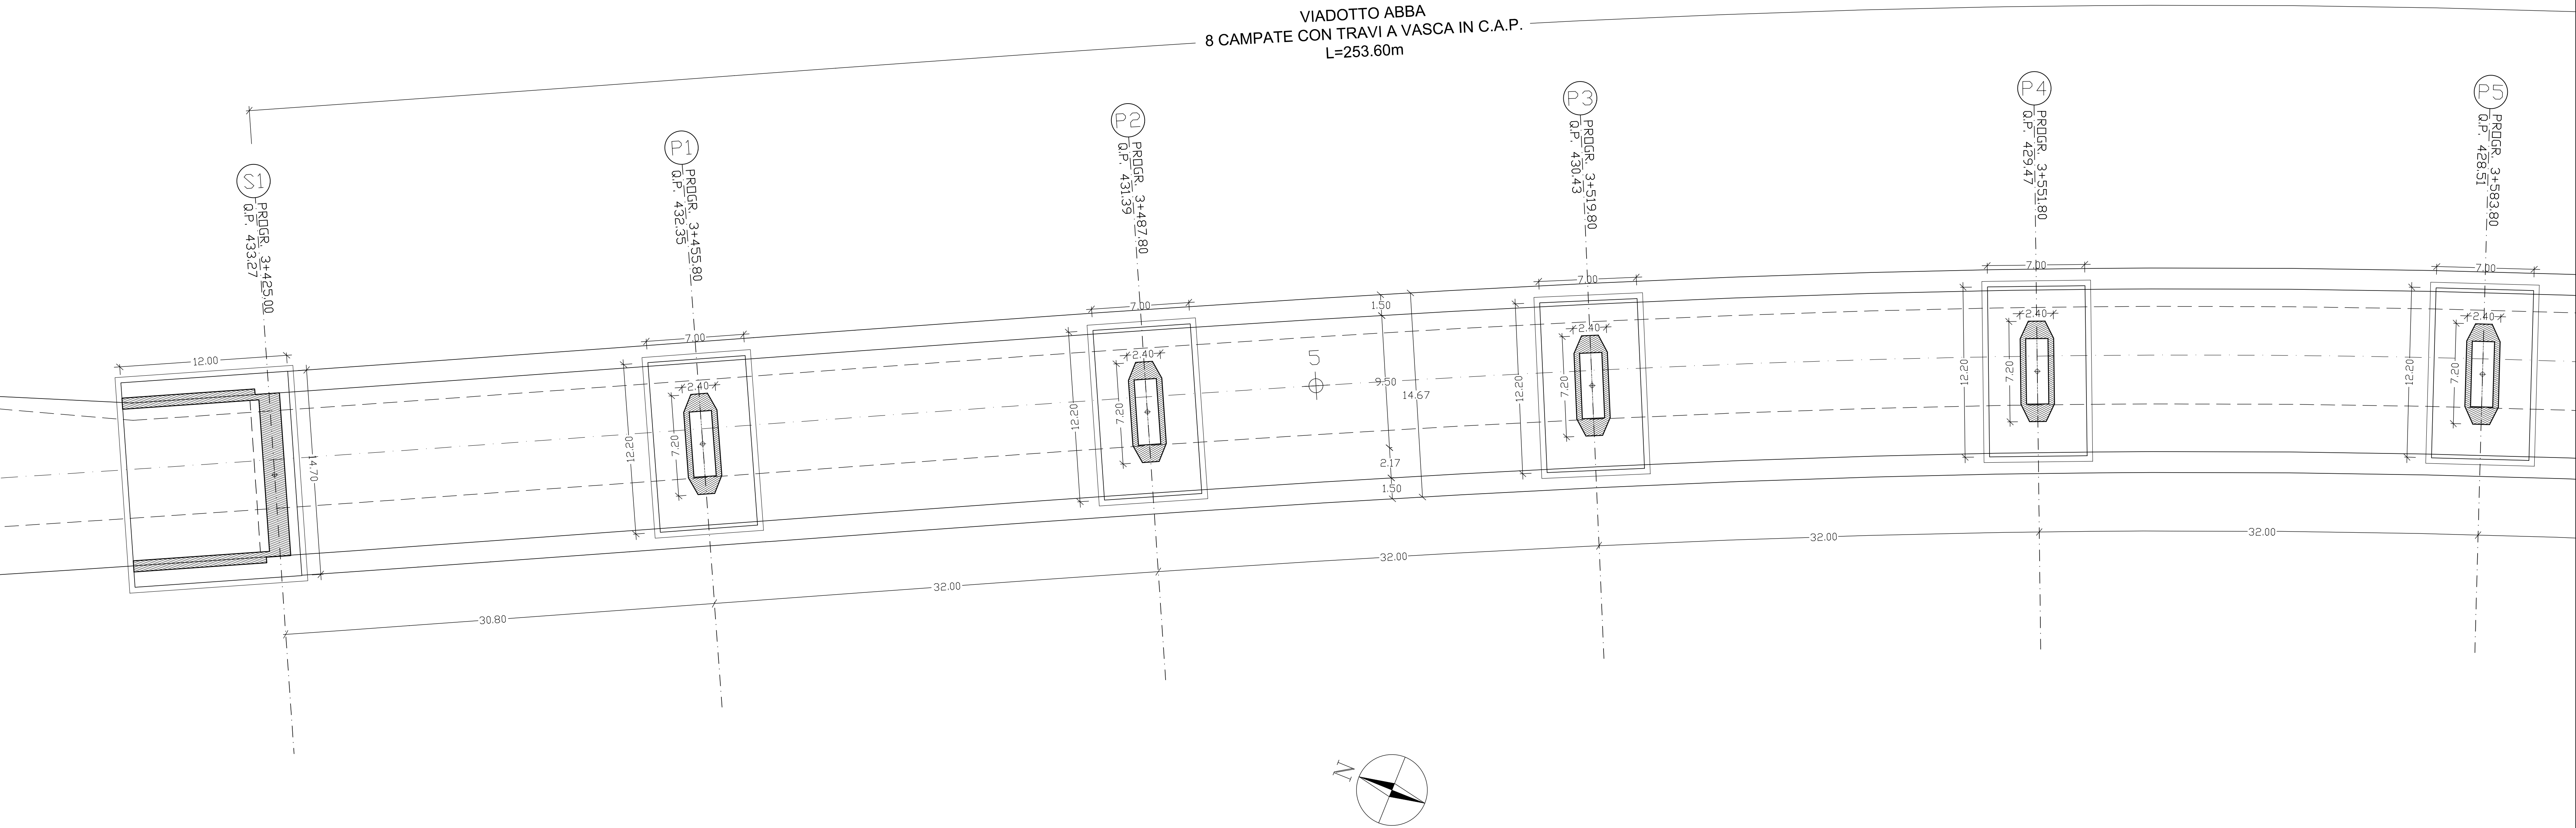 VIADOTTO ABBA
8 CAMPATE CON TRAVI A VASCA IN C.A.P.
L=253.60m
S1
PROGR. 3+425.00
Q.P. 433.27
P1
PROGR. 3+455.80
Q.P. 432.35
P2
PROGR. 3+487.80
Q.P. 431.39
P3
PROGR. 3+519.80
Q.P. 430.43
P4
PROGR. 3+551.80
Q.P. 429.47
P5
PROGR. 3+583.80
Q.P. 428.51
12.00
14.70
7.00
2.40
12.20
7.20
7.00
2.40
12.20
7.20
5
1.50
9.50
14.67
2.17
1.50
7.00
2.40
12.20
7.20
7.00
2.40
12.20
7.20
7.00
2.40
12.20
7.20
30.80
32.00
32.00
32.00
32.00
N